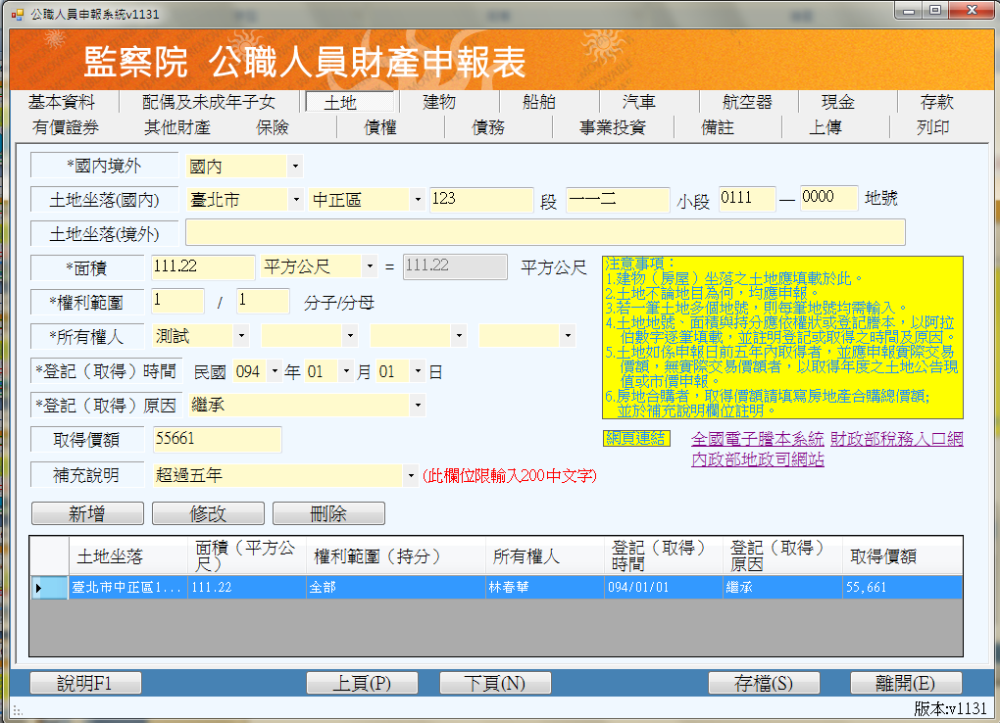 公職人員申報系統v1131
監察院 公職人員財產申報表
基本資料 配偶及未成年子女 土地 建物 船舶 汽車 航空器 現金 存款
有價證券 其他財產 保險 債權 債務 事業投資 備註 上傳 列印
*國內境外 國內
土地坐落(國內) 臺北市 中正區 123 段 一一二 小段 0111 — 0000 地號
土地坐落(境外)
*面積 111.22 平方公尺 = 111.22 平方公尺
*權利範圍 1 / 1 分子/分母
*所有權人 測試
*登記（取得）時間 民國 094 年 01 月 01 日
*登記（取得）原因 繼承
取得價額 55661
補充說明 超過五年 (此欄位限輸入200中文字)
注意事項：
1.建物（房屋）坐落之土地應填載於此。
2.土地不論地目為何，均應申報。
3.若一筆土地多個地號，則每筆地號均需輸入。
4.土地地號、面積與持分應依權狀或登記謄本，以阿拉
伯數字逐筆填載，並註明登記或取得之時間及原因。
5.土地如係申報日前五年內取得者，並應申報實際交易
價額，無實際交易價額者，以取得年度之土地公告現
值或市價申報。
6.房地合購者，取得價額請填寫房地產合購總價額;
並於補充說明欄位註明。
網頁連結 全國電子謄本系統 財政部稅務入口網
內政部地政司網站
新增 修改 刪除
土地坐落 面積（平方公尺） 權利範圍（持分） 所有權人 登記（取得）時間 登記（取得）原因 取得價額
臺北市中正區1... 111.22 全部 林春華 094/01/01 繼承 55,661
說明F1 上頁(P) 下頁(N) 存檔(S) 離開(E)
版本:v1131